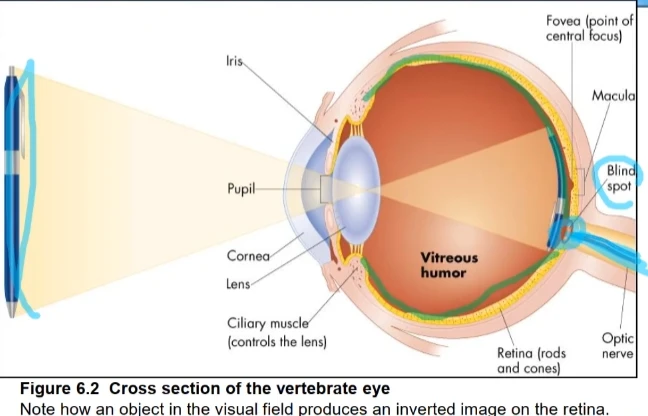 Fovea (point of
central focus)
Iris
Macula
Blind
spot
Pupil
Cornea
Vitreous
humor
Lens
Ciliary muscle
(controls the lens)
Optic
nerve
Retina (rods
and cones)
Figure 6.2 Cross section of the vertebrate eye
Note how an object in the visual field produces an inverted image on the retina.